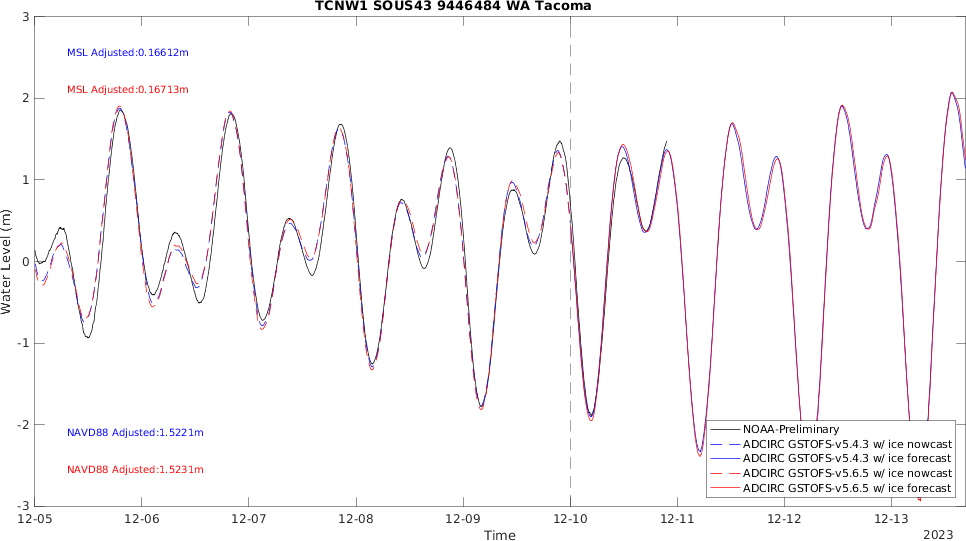 TCNW1 SOUS43 9446484 WA Tacoma
3
2
1
0
-1
-2
-3
Water Level (m)
MSL Adjusted:0.16612m
MSL Adjusted:0.16713m
NAVD88 Adjusted:1.5221m
NAVD88 Adjusted:1.5231m
NOAA-Preliminary
ADCIRC GSTOFS-v5.4.3 w/ ice nowcast
ADCIRC GSTOFS-v5.4.3 w/ ice forecast
ADCIRC GSTOFS-v5.6.5 w/ ice nowcast
ADCIRC GSTOFS-v5.6.5 w/ ice forecast
12-05 12-06 12-07 12-08 12-09 12-10 12-11 12-12 12-13
Time
2023